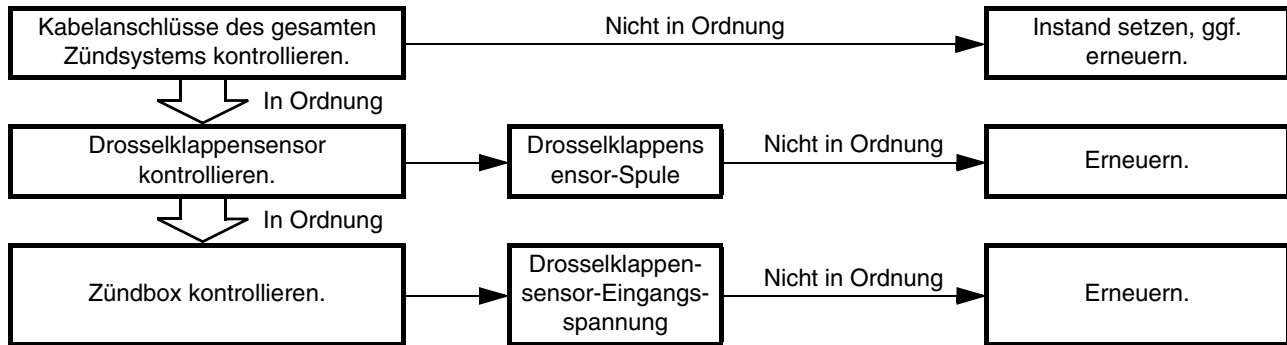 Kabelanschlüsse des gesamten
Zündsystems kontrollieren.
Nicht in Ordnung
Instand setzen, ggf.
erneuern.
In Ordnung
Drosselklappensensor
kontrollieren.
Drosselklappens
ensor-Spule
Nicht in Ordnung
Erneuern.
In Ordnung
Zündbox kontrollieren.
Drosselklappen-
sensor-Eingangs-
spannung
Nicht in Ordnung
Erneuern.